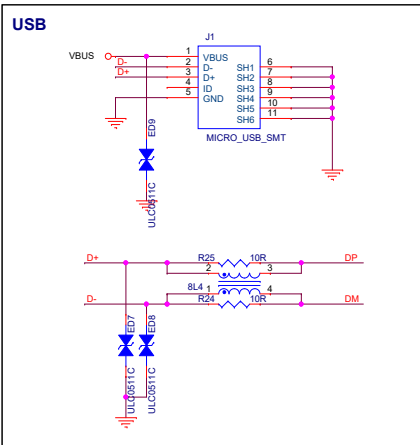 USB
J1
VBUS
1
VBUS
SH1
6
D-
2
D-
SH2
7
D+
3
D+
SH3
8
4
ID
SH4
9
5
GND
SH5
10
SH6
11
MICRO_USB_SMT
ED9
ULC0511C
D+
R25
10R
DP
2
3
8L4
1
4
D-
R24
10R
DM
ED7
ED8
ULC0511C
ULC0511C